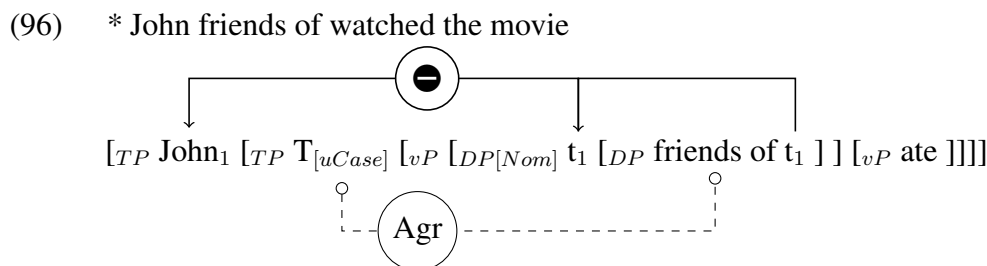 (96) * John friends of watched the movie
[TP John1 [TP T[uCase] [vP [DP[Nom] t1 [DP friends of t1 ] ] [vP ate ]]]]
Agr